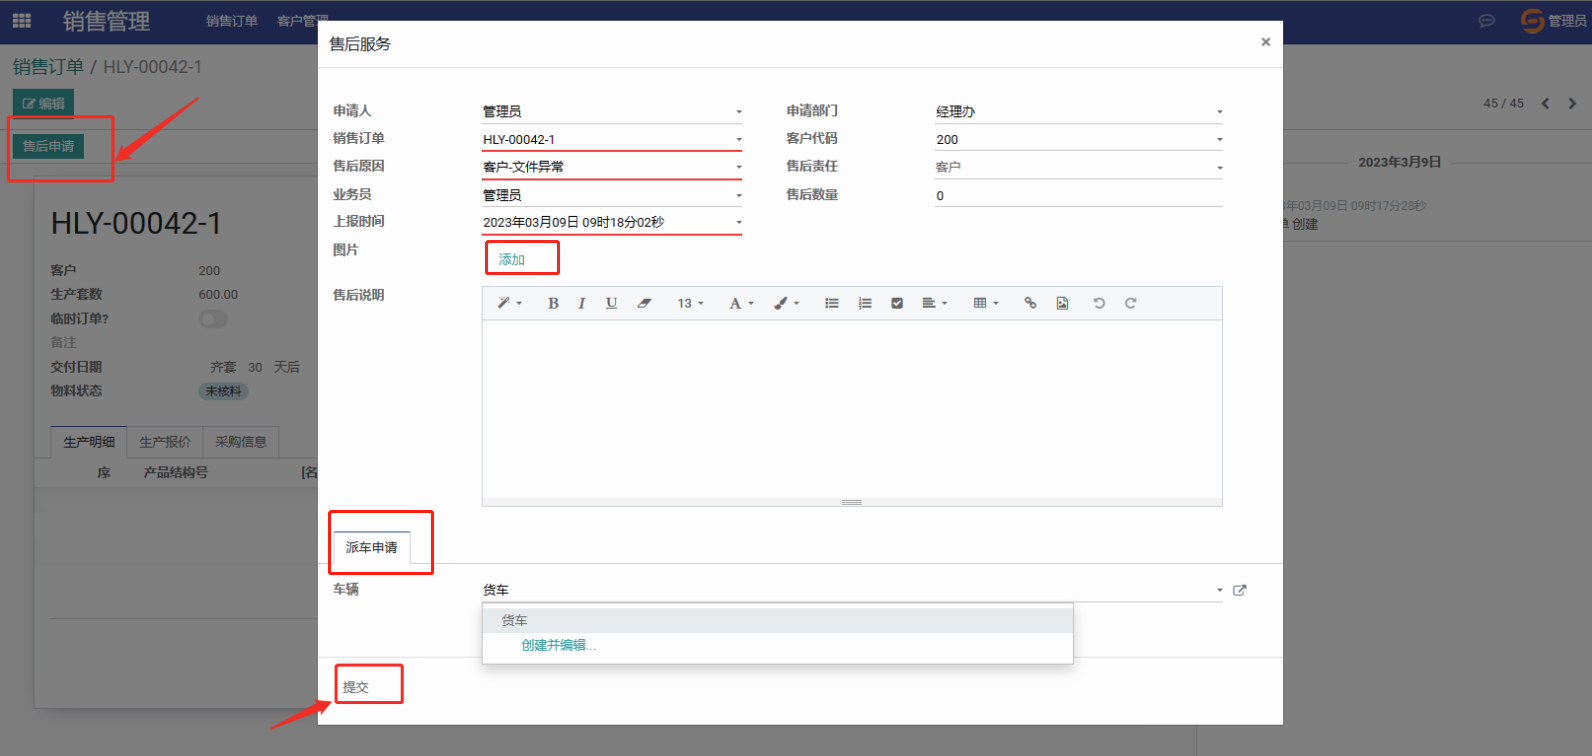 销售管理 销售订单 客户管理 管理员
售后服务 ×
销售订单 / HLY-00042-1
编辑 45 / 45
售后申请
申请人 管理员 申请部门 经理办
销售订单 HLY-00042-1 客户代码 200
售后原因 客户-文件异常 售后责任 客户
业务员 管理员 售后数量 0
上报时间 2023年03月09日 09时18分02秒
图片 添加
售后说明
B I U 13 A
派车申请
车辆 货车
货车
创建并编辑...
提交
HLY-00042-1
客户 200
生产套数 600.00
临时订单?
备注
交付日期 齐套 30 天后
物料状态 未核料
生产明细 生产报价 采购信息
序 产品结构号 [名
2023年3月9日
年03月09日 09时17分28秒
创建